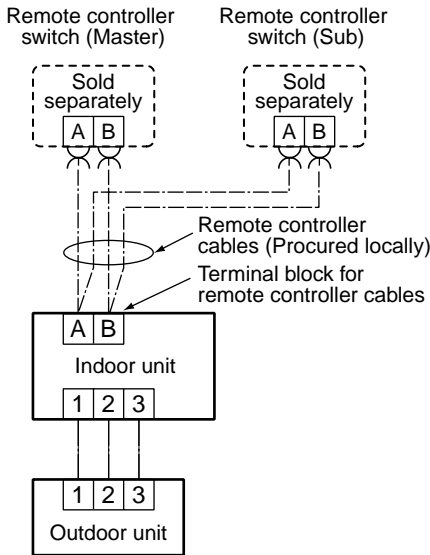 Remote controller
switch (Master)
Remote controller
switch (Sub)
Sold
separately
A B
Sold
separately
A B
Remote controller
cables (Procured locally)
Terminal block for
remote controller cables
A B
Indoor unit
1 2 3
1 2 3
Outdoor unit